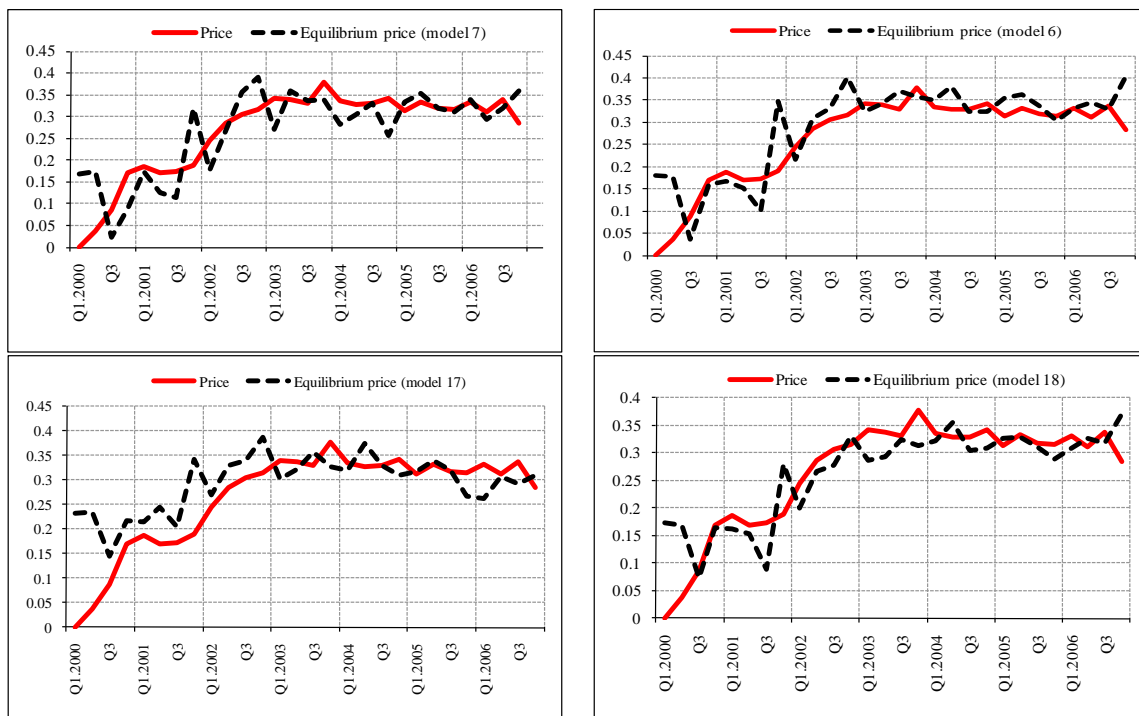 Price Equilibrium price (model 7)
0.45
0.4
0.35
0.3
0.25
0.2
0.15
0.1
0.05
0
Q1.2000
Q3
Q1.2001
Q3
Q1.2002
Q3
Q1.2003
Q3
Q1.2004
Q3
Q1.2005
Q3
Q1.2006
Q3
Price Equilibrium price (model 6)
0.45
0.4
0.35
0.3
0.25
0.2
0.15
0.1
0.05
0
Q1.2000
Q3
Q1.2001
Q3
Q1.2002
Q3
Q1.2003
Q3
Q1.2004
Q3
Q1.2005
Q3
Q1.2006
Q3
Price Equilibrium price (model 17)
0.45
0.4
0.35
0.3
0.25
0.2
0.15
0.1
0.05
0
Q1.2000
Q3
Q1.2001
Q3
Q1.2002
Q3
Q1.2003
Q3
Q1.2004
Q3
Q1.2005
Q3
Q1.2006
Q3
Price Equilibrium price (model 18)
0.4
0.35
0.3
0.25
0.2
0.15
0.1
0.05
0
Q1.2000
Q3
Q1.2001
Q3
Q1.2002
Q3
Q1.2003
Q3
Q1.2004
Q3
Q1.2005
Q3
Q1.2006
Q3